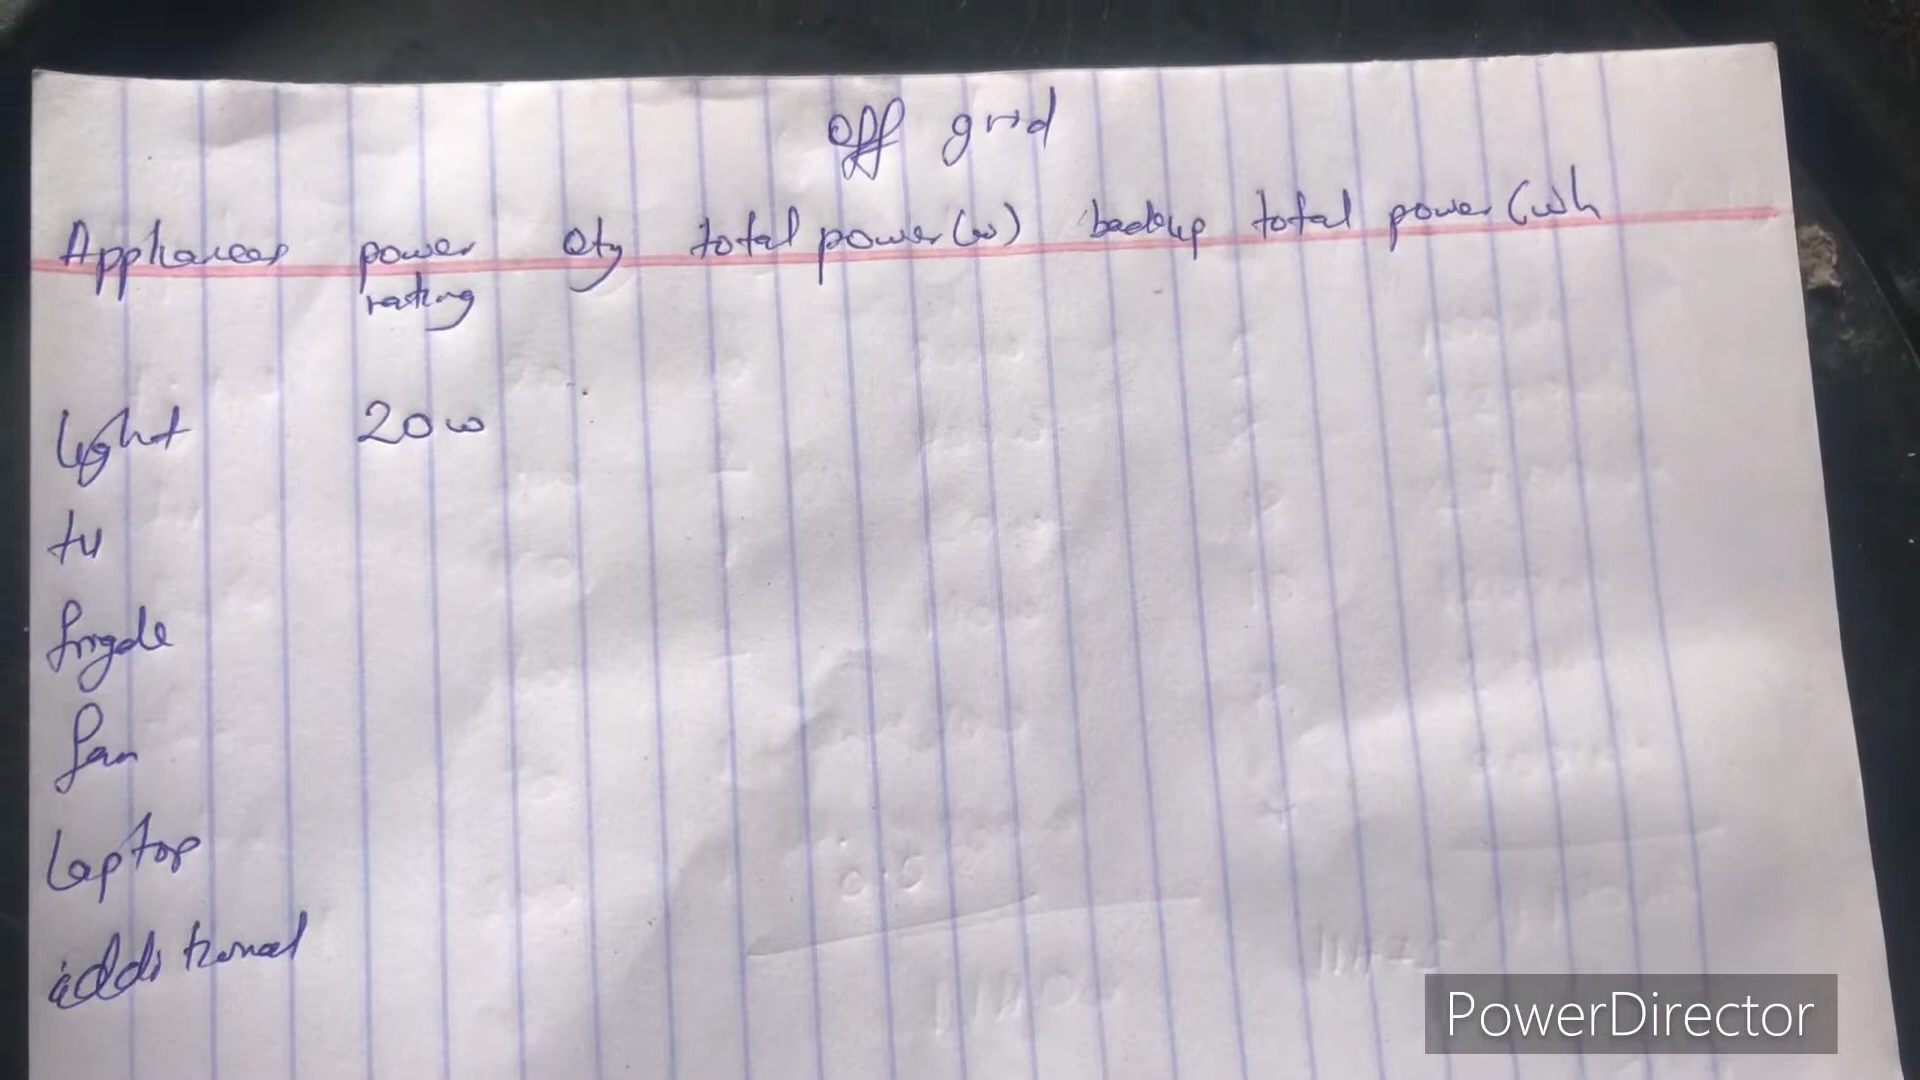 Off grid
Appliances power rating Qty total power (w) backup total power (wh
light 20w
tv
frigde
fan
laptop
additional
PowerDirector